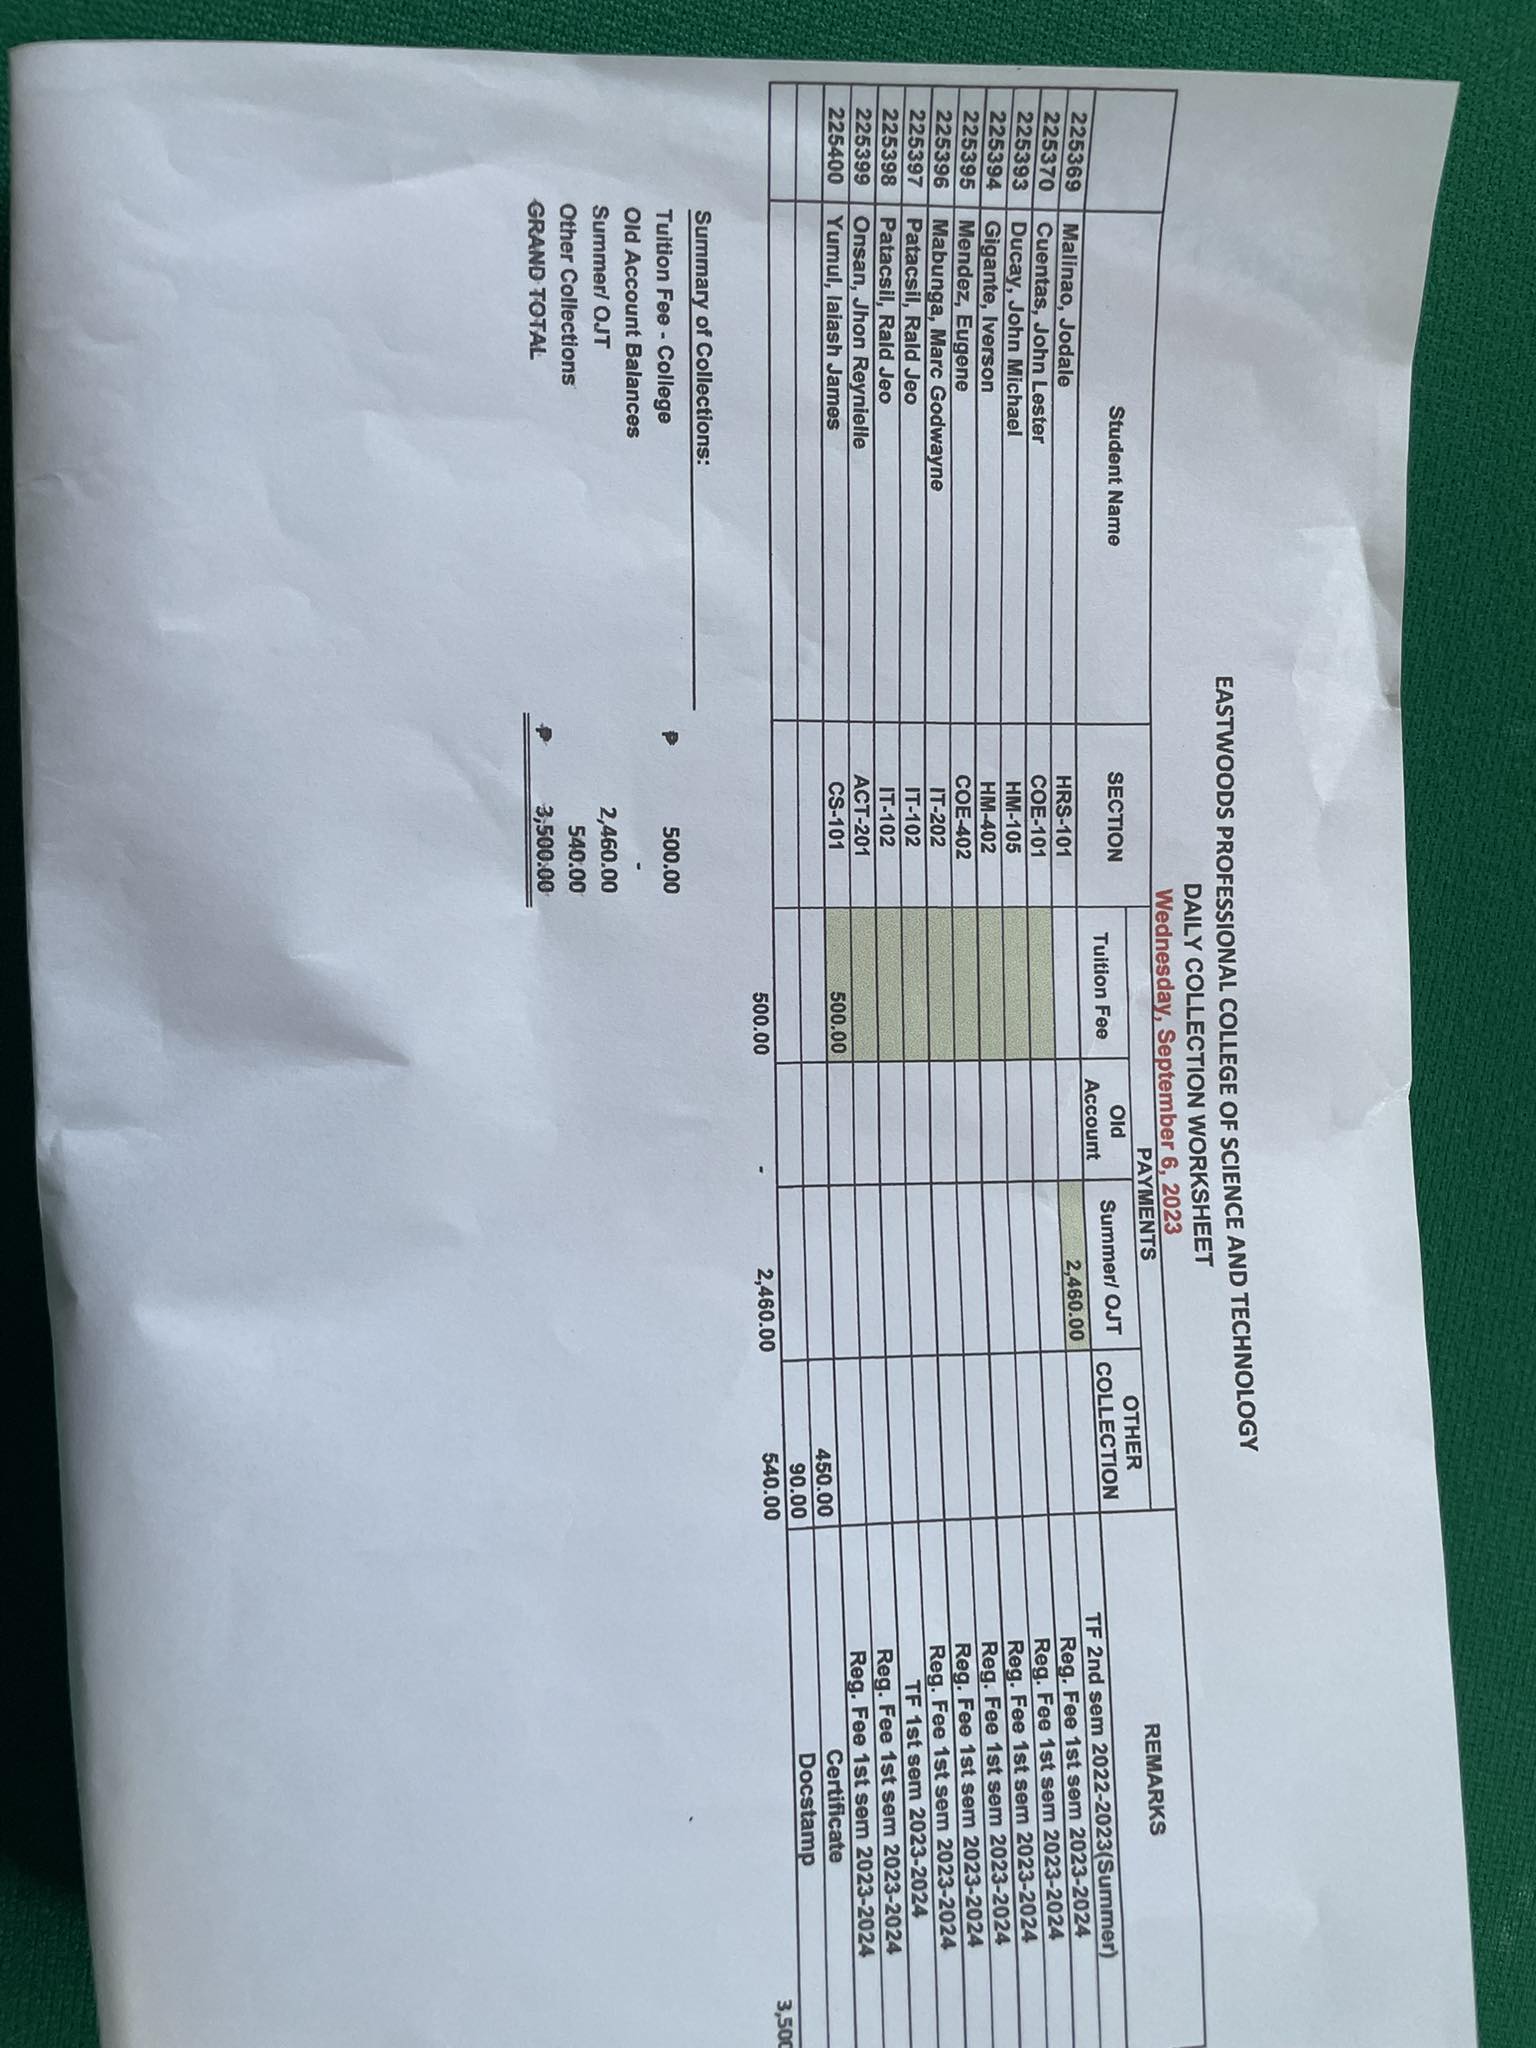 EASTWOODS PROFESSIONAL COLLEGE OF SCIENCE AND TECHNOLOGY
DAILY COLLECTION WORKSHEET
Wednesday, September 6, 2023
Student Name SECTION PAYMENTS REMARKS
Tuition Fee Old Account Summer/ OJT OTHER COLLECTION
225369 Malinao, Jodale HRS-101 2,460.00 TF 2nd sem 2022-2023(Summer)
225370 Cuentas, John Lester COE-101 Reg. Fee 1st sem 2023-2024
225393 Ducay, John Michael HM-105 Reg. Fee 1st sem 2023-2024
225394 Gigante, Iverson HM-402 Reg. Fee 1st sem 2023-2024
225395 Mendez, Eugene COE-402 Reg. Fee 1st sem 2023-2024
225396 Mabunga, Marc Godwayne IT-202 Reg. Fee 1st sem 2023-2024
225397 Patacsil, Rald Jeo IT-102 Reg. Fee 1st sem 2023-2024
225398 Patacsil, Rald Jeo IT-102 TF 1st sem 2023-2024
225399 Onsan, Jhon Reynielle ACT-201 Reg. Fee 1st sem 2023-2024
225400 Yumul, Iaiash James CS-101 500.00 Reg. Fee 1st sem 2023-2024
450.00 Certificate
90.00 Docstamp
500.00 - 2,460.00 540.00 3,500
Summary of Collections:
Tuition Fee - College ₱ 500.00
Old Account Balances -
Summer/ OJT 2,460.00
Other Collections 540.00
GRAND TOTAL ₱ 3,500.00